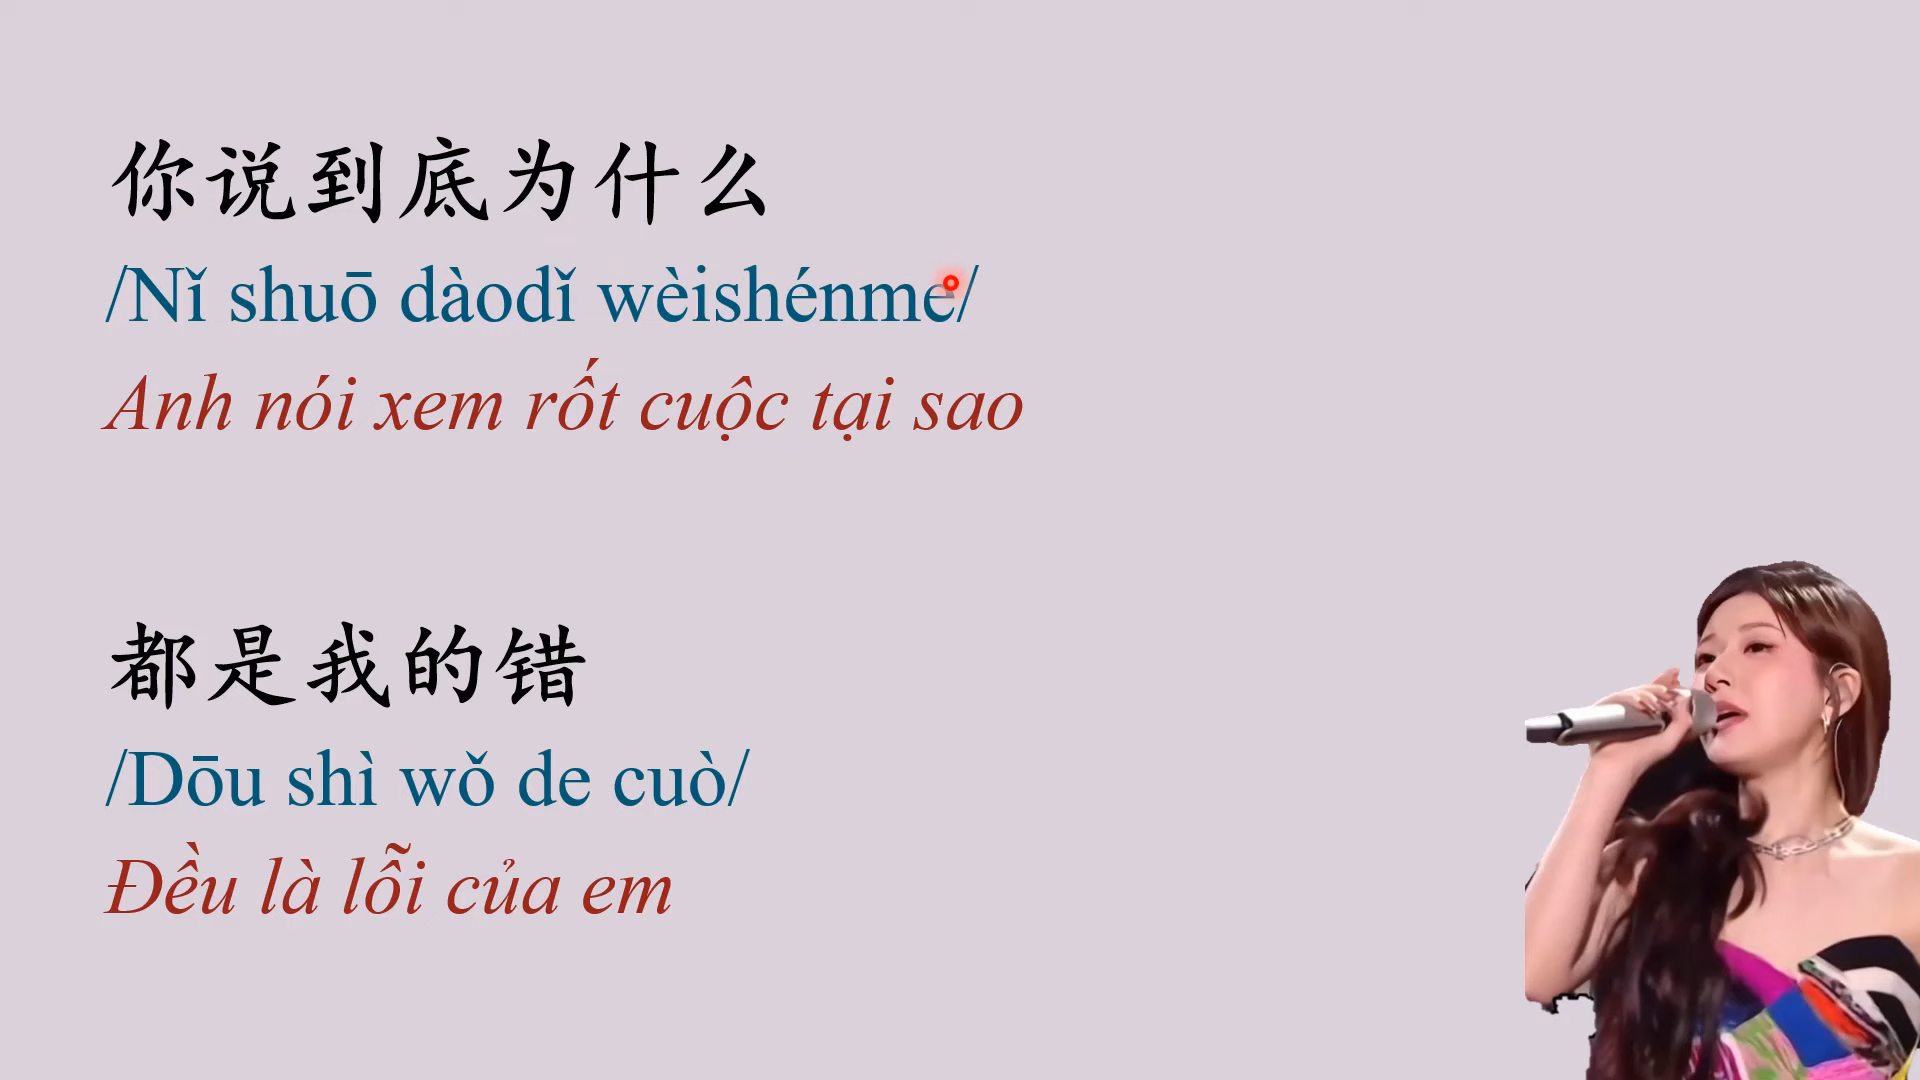 你说到底为什么
/Nǐ shuō dàodǐ wèishénme/
Anh nói xem rốt cuộc tại sao
都是我的错
/Dōu shì wǒ de cuò/
Đều là lỗi của em